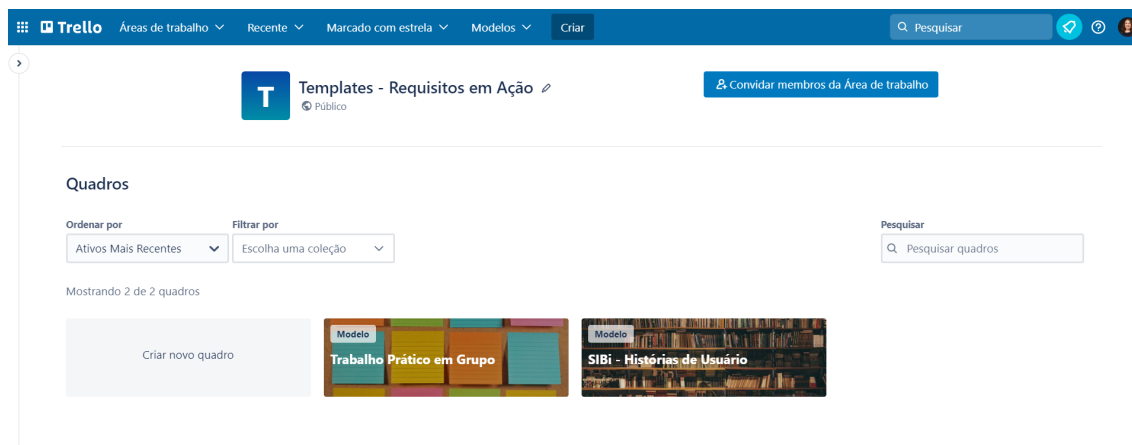 Trello Áreas de trabalho Recente Marcado com estrela Modelos Criar Pesquisar
T
Templates - Requisitos em Ação
Público
Convidar membros da Área de trabalho
Quadros
Ordenar por Filtrar por Pesquisar
Ativos Mais Recentes Escolha uma coleção Pesquisar quadros
Mostrando 2 de 2 quadros
Criar novo quadro
Modelo
Trabalho Prático em Grupo
Modelo
SIBi - Histórias de Usuário